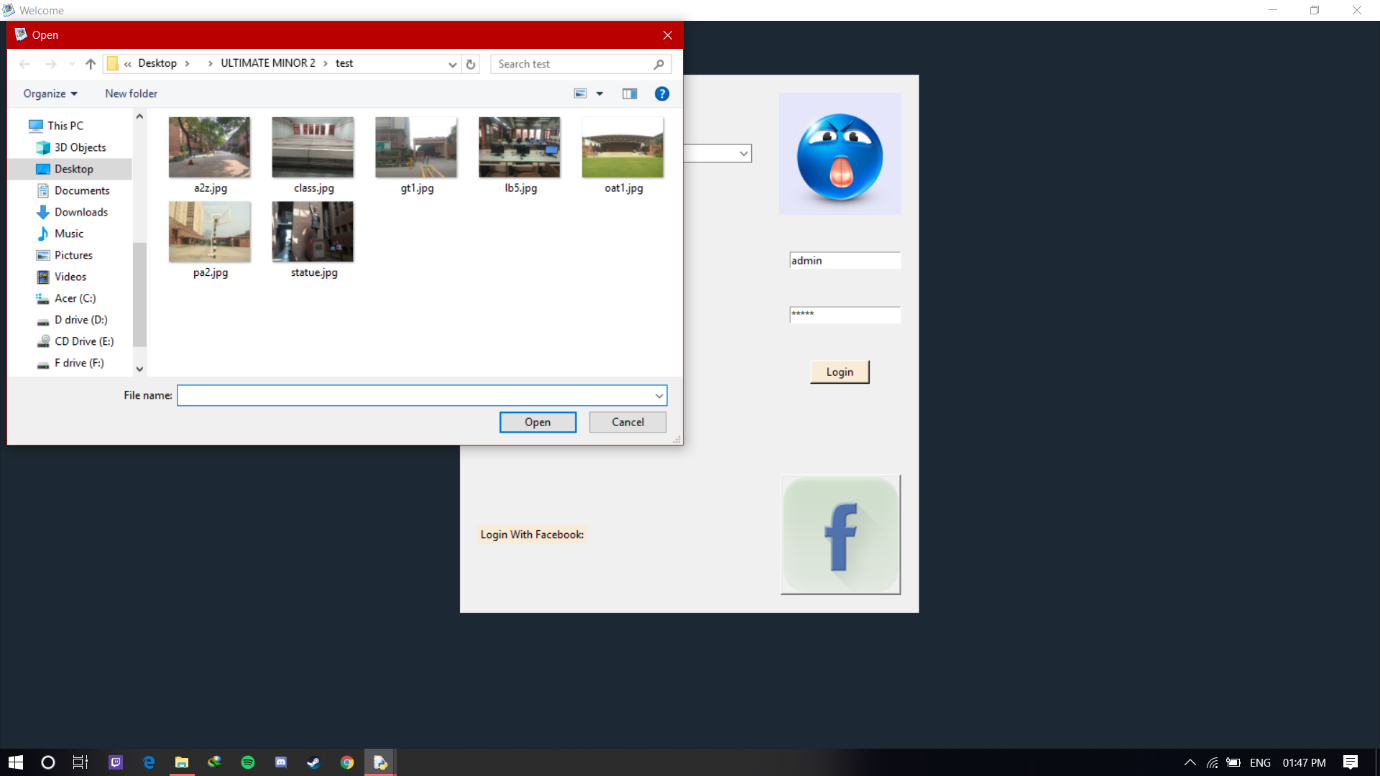 Welcome
Open
« Desktop > > ULTIMATE MINOR 2 > test
Search test
Organize
New folder
This PC
3D Objects
Desktop
Documents
Downloads
Music
Pictures
Videos
Acer (C:)
D drive (D:)
CD Drive (E:)
F drive (F:)
a2z.jpg
class.jpg
gt1.jpg
lb5.jpg
oat1.jpg
pa2.jpg
statue.jpg
File name:
Open
Cancel
admin
*****
Login
Login With Facebook:
f
ENG
01:47 PM